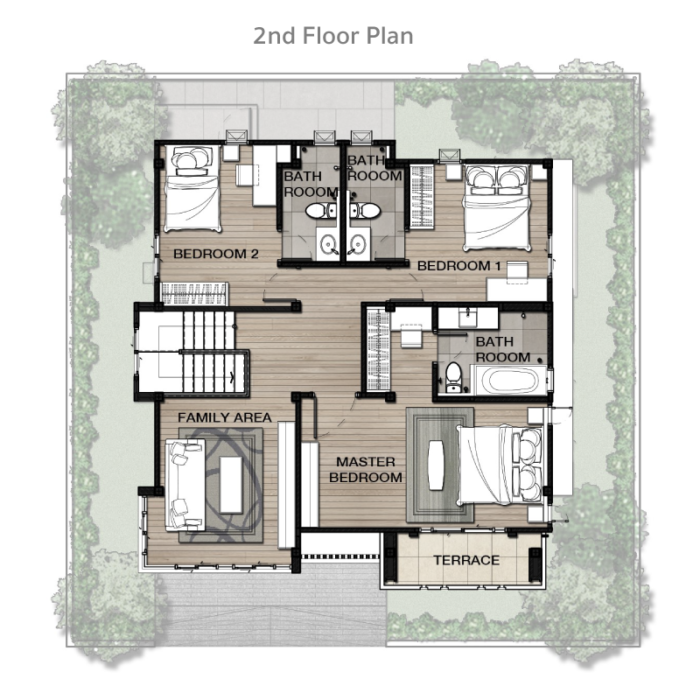 2nd Floor Plan
BATH
ROOOM
BATH
ROOOM
BEDROOM 2
BEDROOM 1
BATH
ROOOM
FAMILY AREA
MASTER
BEDROOM
TERRACE